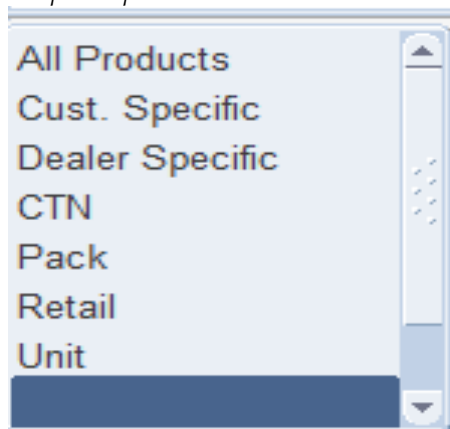 All Products
Cust. Specific
Dealer Specific
CTN
Pack
Retail
Unit